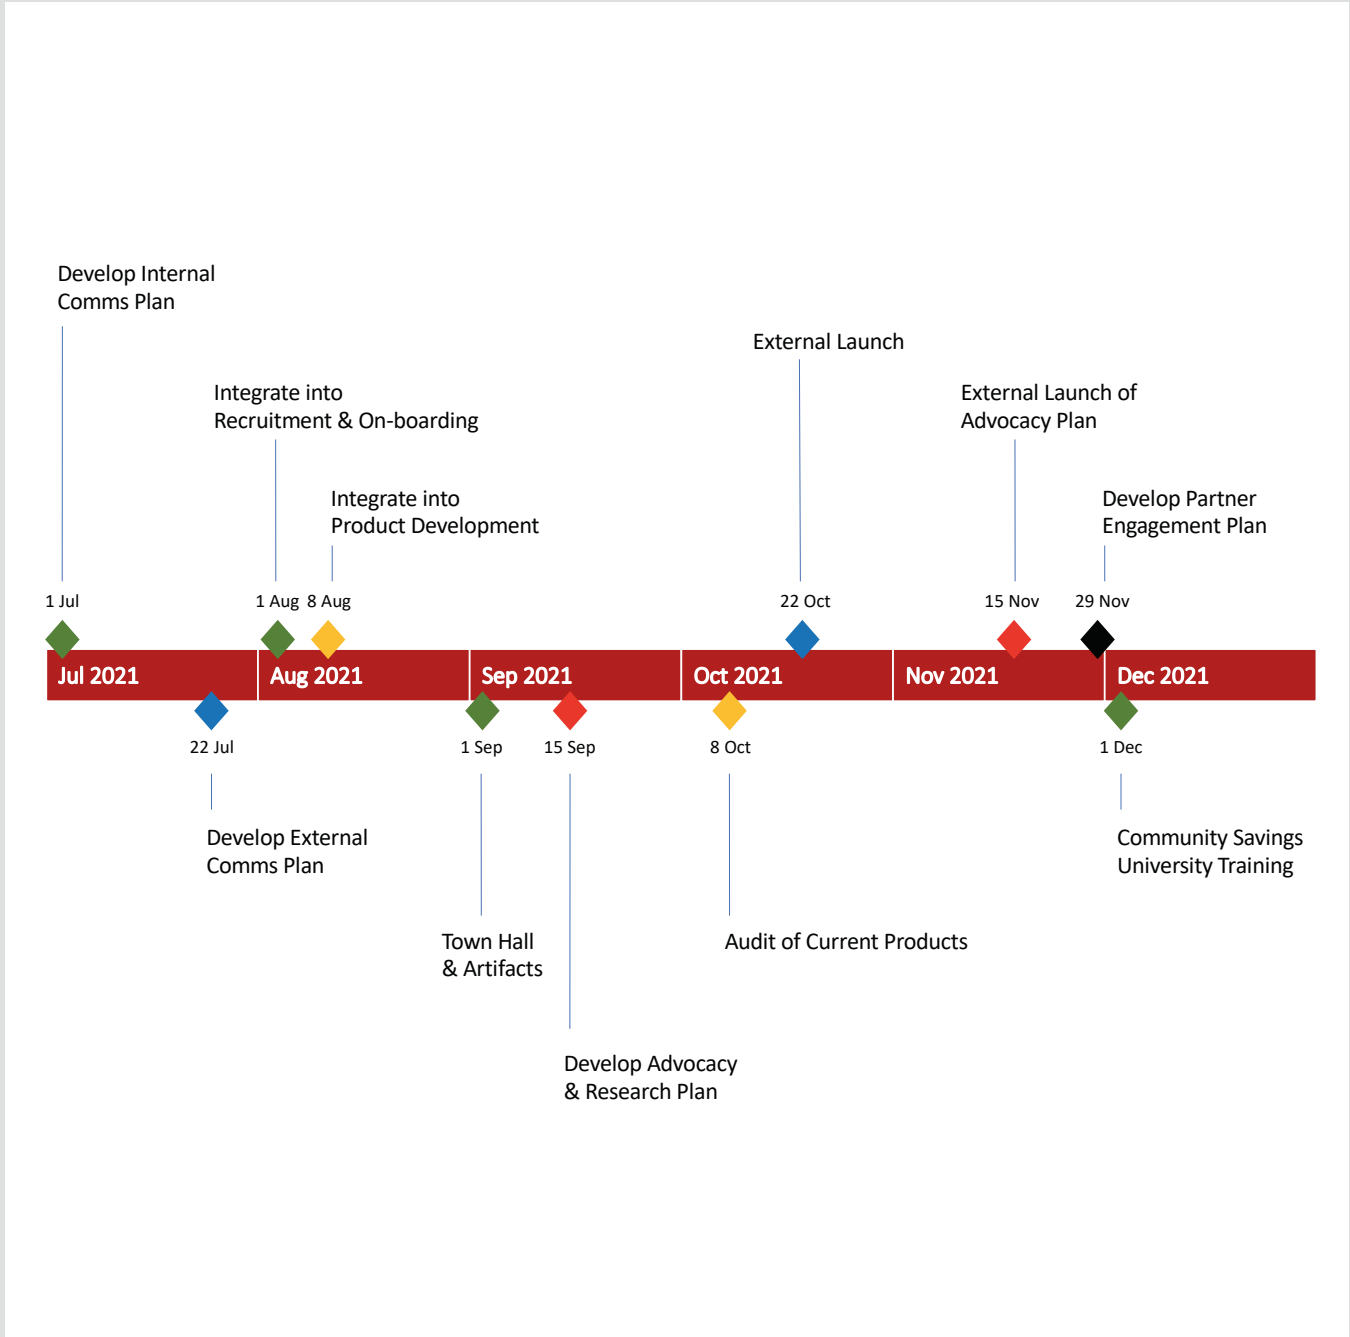 Develop Internal
Comms Plan
External Launch
Integrate into
Recruitment & On-boarding
External Launch of
Advocacy Plan
Integrate into
Product Development
Develop Partner
Engagement Plan
1 Jul
1 Aug
8 Aug
22 Oct
15 Nov
29 Nov
Jul 2021
Aug 2021
Sep 2021
Oct 2021
Nov 2021
Dec 2021
22 Jul
1 Sep
15 Sep
8 Oct
1 Dec
Develop External
Comms Plan
Community Savings
University Training
Town Hall
& Artifacts
Audit of Current Products
Develop Advocacy
& Research Plan